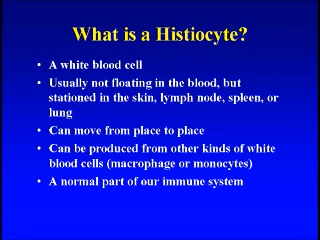 What is a Histiocyte?
• A white blood cell
• Usually not floating in the blood, but
stationed in the skin, lymph node, spleen, or
lung
• Can move from place to place
• Can be produced from other kinds of white
blood cells (macrophage or monocytes)
• A normal part of our immune system